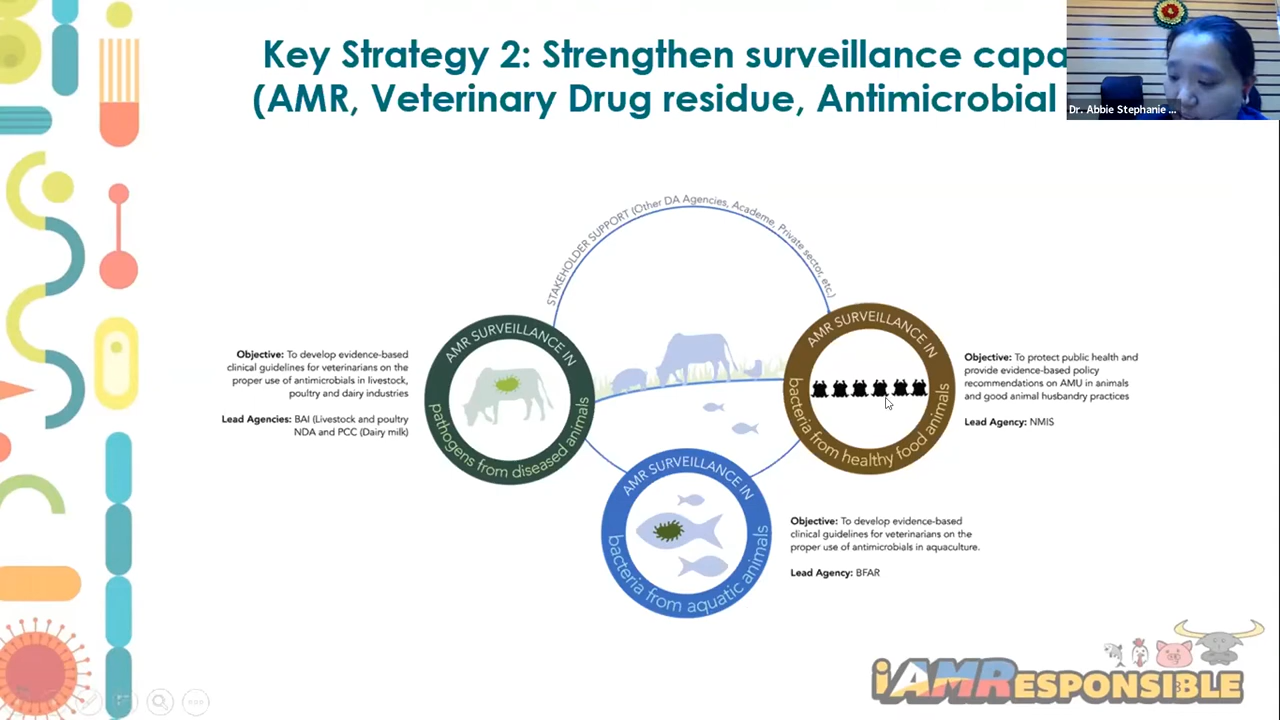 Key Strategy 2: Strengthen surveillance capa
(AMR, Veterinary Drug residue, Antimicrobial
Dr. Abbie Stephanie ...
STAKEHOLDER SUPPORT (Other DA Agencies, Academe, Private sector, etc.)
AMR SURVEILLANCE IN
pathogens from diseased animals
Objective: To develop evidence-based
clinical guidelines for veterinarians on the
proper use of antimicrobials in livestock,
poultry and dairy industries
Lead Agencies: BAI (Livestock and poultry
NDA and PCC (Dairy milk)
AMR SURVEILLANCE IN
bacteria from healthy food animals
Objective: To protect public health and
provide evidence-based policy
recommendations on AMU in animals
and good animal husbandry practices
Lead Agency: NMIS
AMR SURVEILLANCE IN
bacteria from aquatic animals
Objective: To develop evidence-based
clinical guidelines for veterinarians on the
proper use of antimicrobials in aquaculture.
Lead Agency: BFAR
iAMRESPONSIBLE